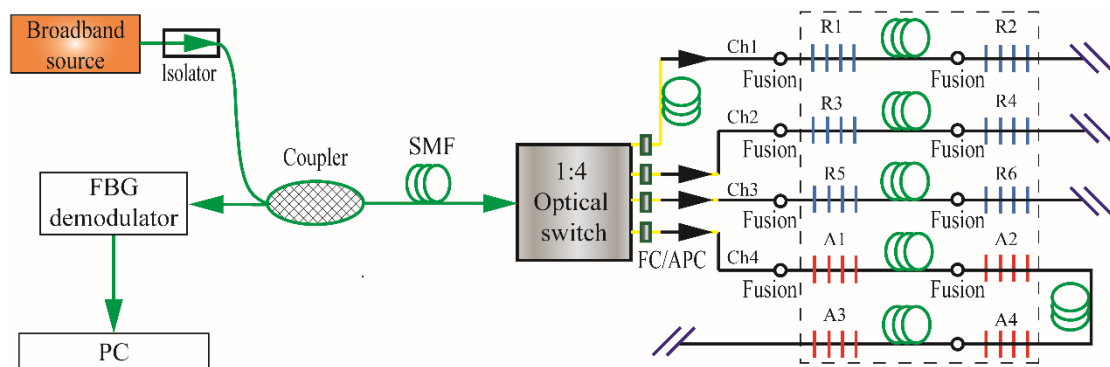 Broadband
source
Isolator
FBG
demodulator
PC
Coupler
SMF
1:4
Optical
switch
FC/APC
Ch1
Fusion
R1
Fusion
R2
Ch2
Fusion
R3
Fusion
R4
Ch3
Fusion
R5
Fusion
R6
Ch4
Fusion
A1
Fusion
A2
A3
A4